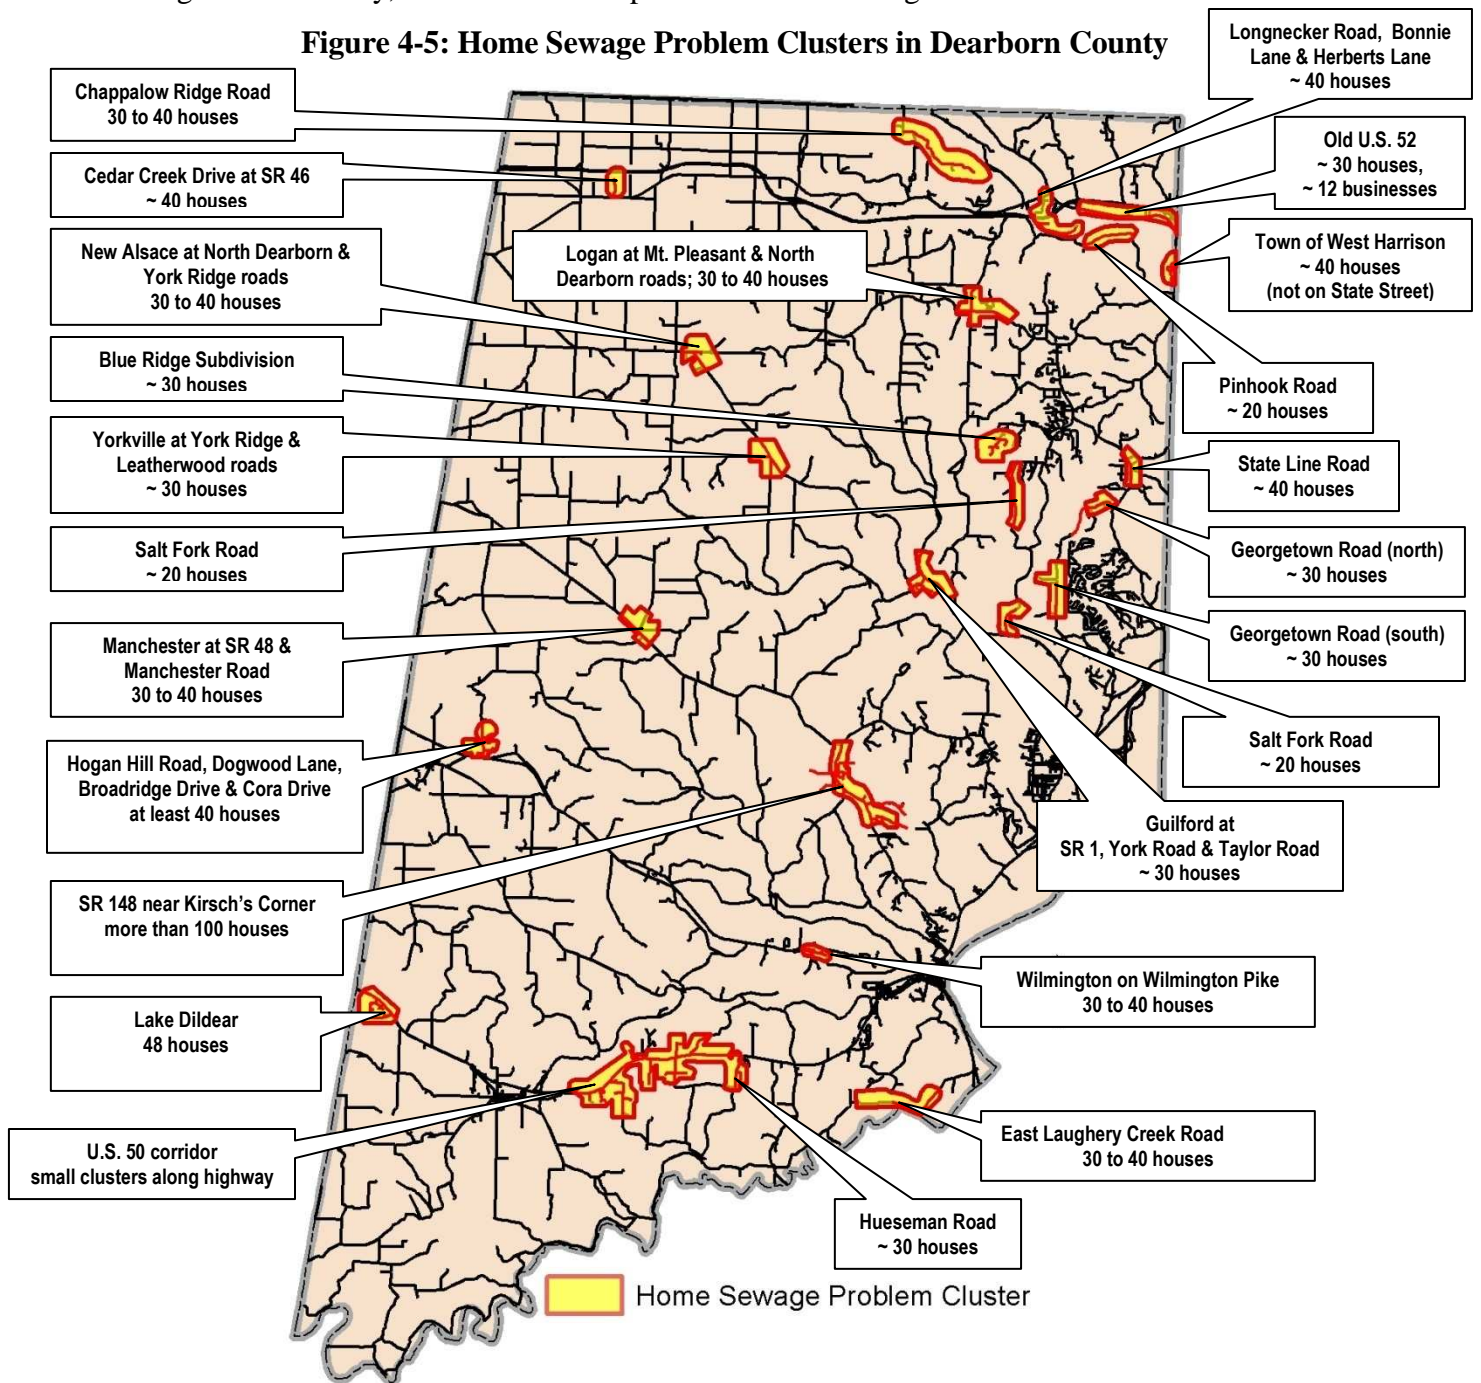 Figure 4-5: Home Sewage Problem Clusters in Dearborn County
Longnecker Road, Bonnie
Lane & Herberts Lane
~ 40 houses
Chappalow Ridge Road
30 to 40 houses
Old U.S. 52
~ 30 houses,
~ 12 businesses
Cedar Creek Drive at SR 46
~ 40 houses
New Alsace at North Dearborn &
York Ridge roads
30 to 40 houses
Logan at Mt. Pleasant & North
Dearborn roads; 30 to 40 houses
Town of West Harrison
~ 40 houses
(not on State Street)
Blue Ridge Subdivision
~ 30 houses
Pinhook Road
~ 20 houses
Yorkville at York Ridge &
Leatherwood roads
~ 30 houses
State Line Road
~ 40 houses
Salt Fork Road
~ 20 houses
Georgetown Road (north)
~ 30 houses
Manchester at SR 48 &
Manchester Road
30 to 40 houses
Georgetown Road (south)
~ 30 houses
Salt Fork Road
~ 20 houses
Hogan Hill Road, Dogwood Lane,
Broadridge Drive & Cora Drive
at least 40 houses
Guilford at
SR 1, York Road & Taylor Road
~ 30 houses
SR 148 near Kirsch's Corner
more than 100 houses
Wilmington on Wilmington Pike
30 to 40 houses
Lake Dildear
48 houses
U.S. 50 corridor
small clusters along highway
East Laughery Creek Road
30 to 40 houses
Hueseman Road
~ 30 houses
Home Sewage Problem Cluster